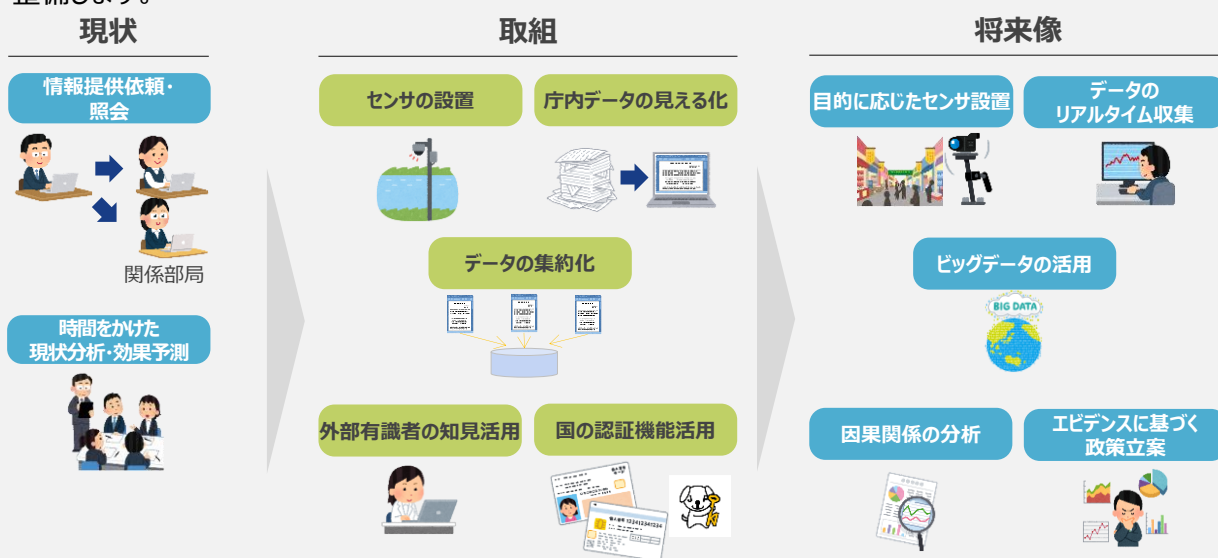 整備します。
現状
取組
将来像
情報提供依頼・
照会
関係部局
時間をかけた
現状分析・効果予測
センサの設置
庁内データの見える化
データの集約化
外部有識者の知見活用
国の認証機能活用
目的に応じたセンサ設置
データの
リアルタイム収集
ビッグデータの活用
BIG DATA
因果関係の分析
エビデンスに基づく
政策立案